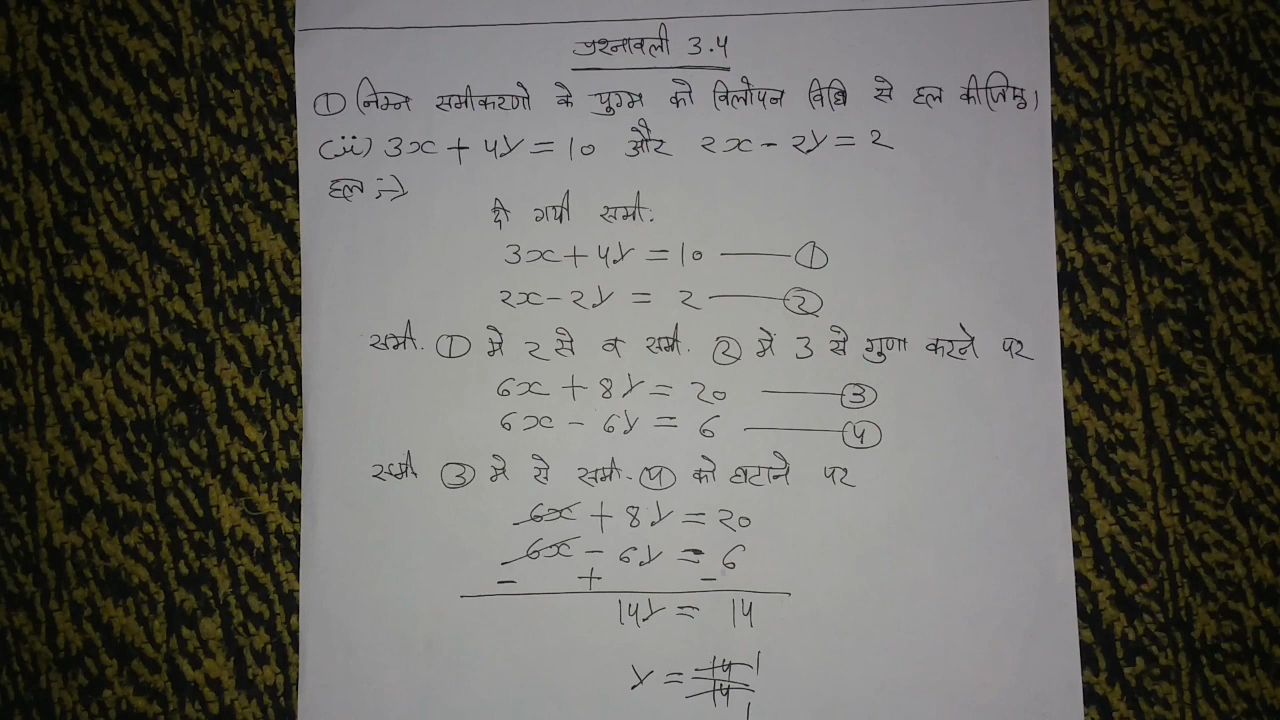 प्रश्नावली 3.4
① निम्न समीकरणो के युग्म को विलोपन विधि से हल कीजिए।
(ii) 3x + 4y = 10 और 2x - 2y = 2
हल :->
दी गयी समी.
3x + 4y = 10 —— ①
2x - 2y = 2 —— ②
समी. ① मे 2 से व समी. ② में 3 से गुणा करने पर
6x + 8y = 20 —— ③
6x - 6y = 6 —— ④
समी ③ मे से समी. ④ को घटाने पर
6x + 8y = 20
6x - 6y = 6
- + -
14y = 14
y = 14/14 1
1